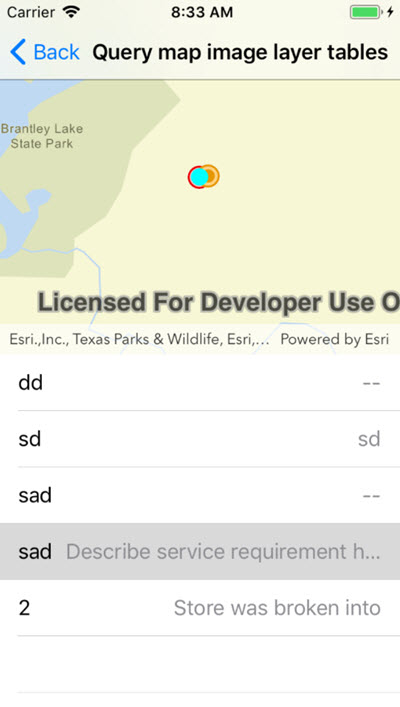 Carrier 8:33 AM
Back Query map image layer tables
Brantley Lake
State Park
Licensed For Developer Use O
Esri.,Inc., Texas Parks & Wildlife, Esri,... Powered by Esri
dd --
sd sd
sad --
sad Describe service requirement h...
2 Store was broken into